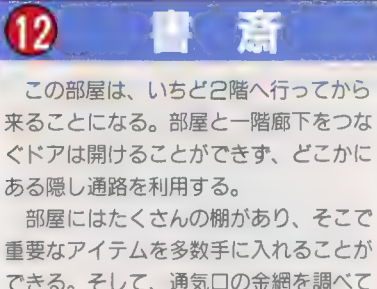 12 書斎
この部屋は、いちど2階へ行ってから
来ることになる。部屋と一階廊下をつな
ぐドアは開けることができず、どこかに
ある隠し通路を利用する。
部屋にはたくさんの棚があり、そこで
重要なアイテムを多数手に入れることが
できる。そして、通気口の金網を調べて